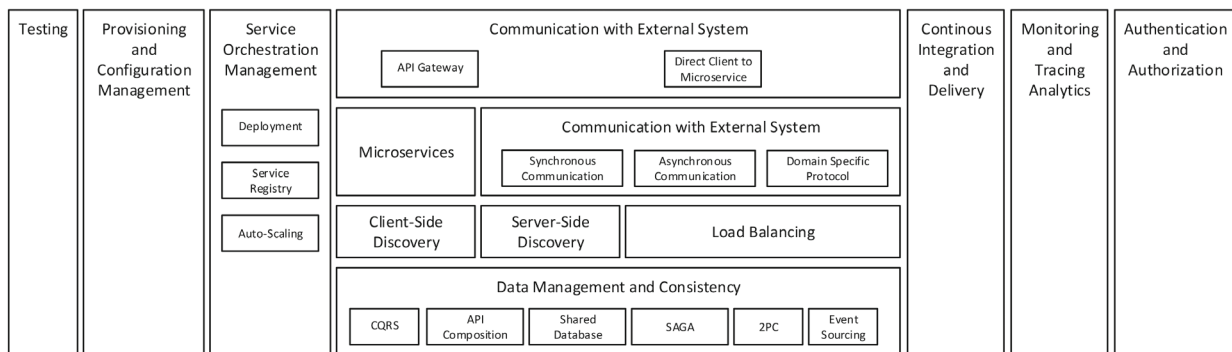 Testing
Provisioning
and
Configuration
Management
Service
Orchestration
Management
Deployment
Service
Registry
Auto-Scaling
Communication with External System
API Gateway
Direct Client to
Microservice
Microservices
Communication with External System
Synchronous
Communication
Asynchronous
Communication
Domain Specific
Protocol
Client-Side
Discovery
Server-Side
Discovery
Load Balancing
Data Management and Consistency
CQRS
API
Composition
Shared
Database
SAGA
2PC
Event
Sourcing
Continous
Integration
and
Delivery
Monitoring
and
Tracing
Analytics
Authentication
and
Authorization